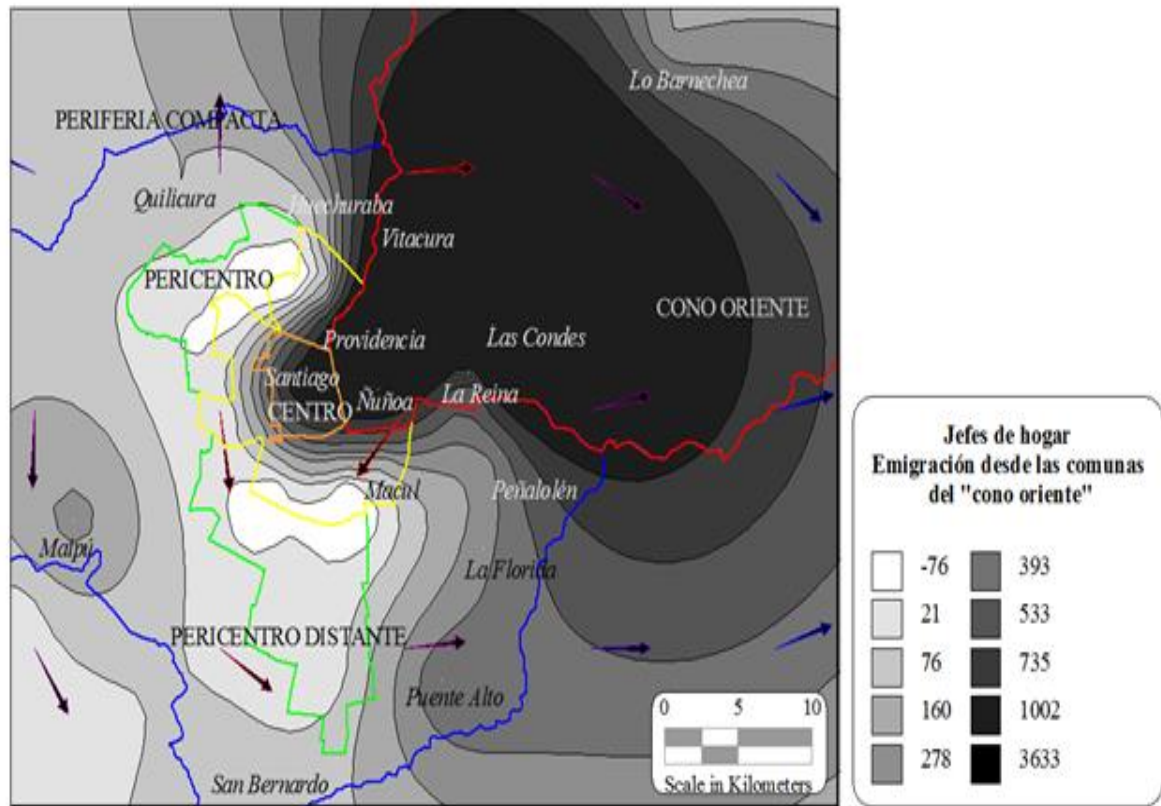 Lo Barnechea
PERIFERIA COMPACTA
Quilicura
Huechuraba
Vitacura
PERICENTRO
CONO ORIENTE
Providencia
Las Condes
Santiago
La Reina
CENTRO
Ñuñoa
Macul
Peñalolén
Maipú
La Florida
PERICENTRO DISTANTE
Puente Alto
San Bernardo
0 5 10
Scale in Kilometers
Jefes de hogar
Emigración desde las comunas
del "cono oriente"
-76 393
21 533
76 735
160 1002
278 3633